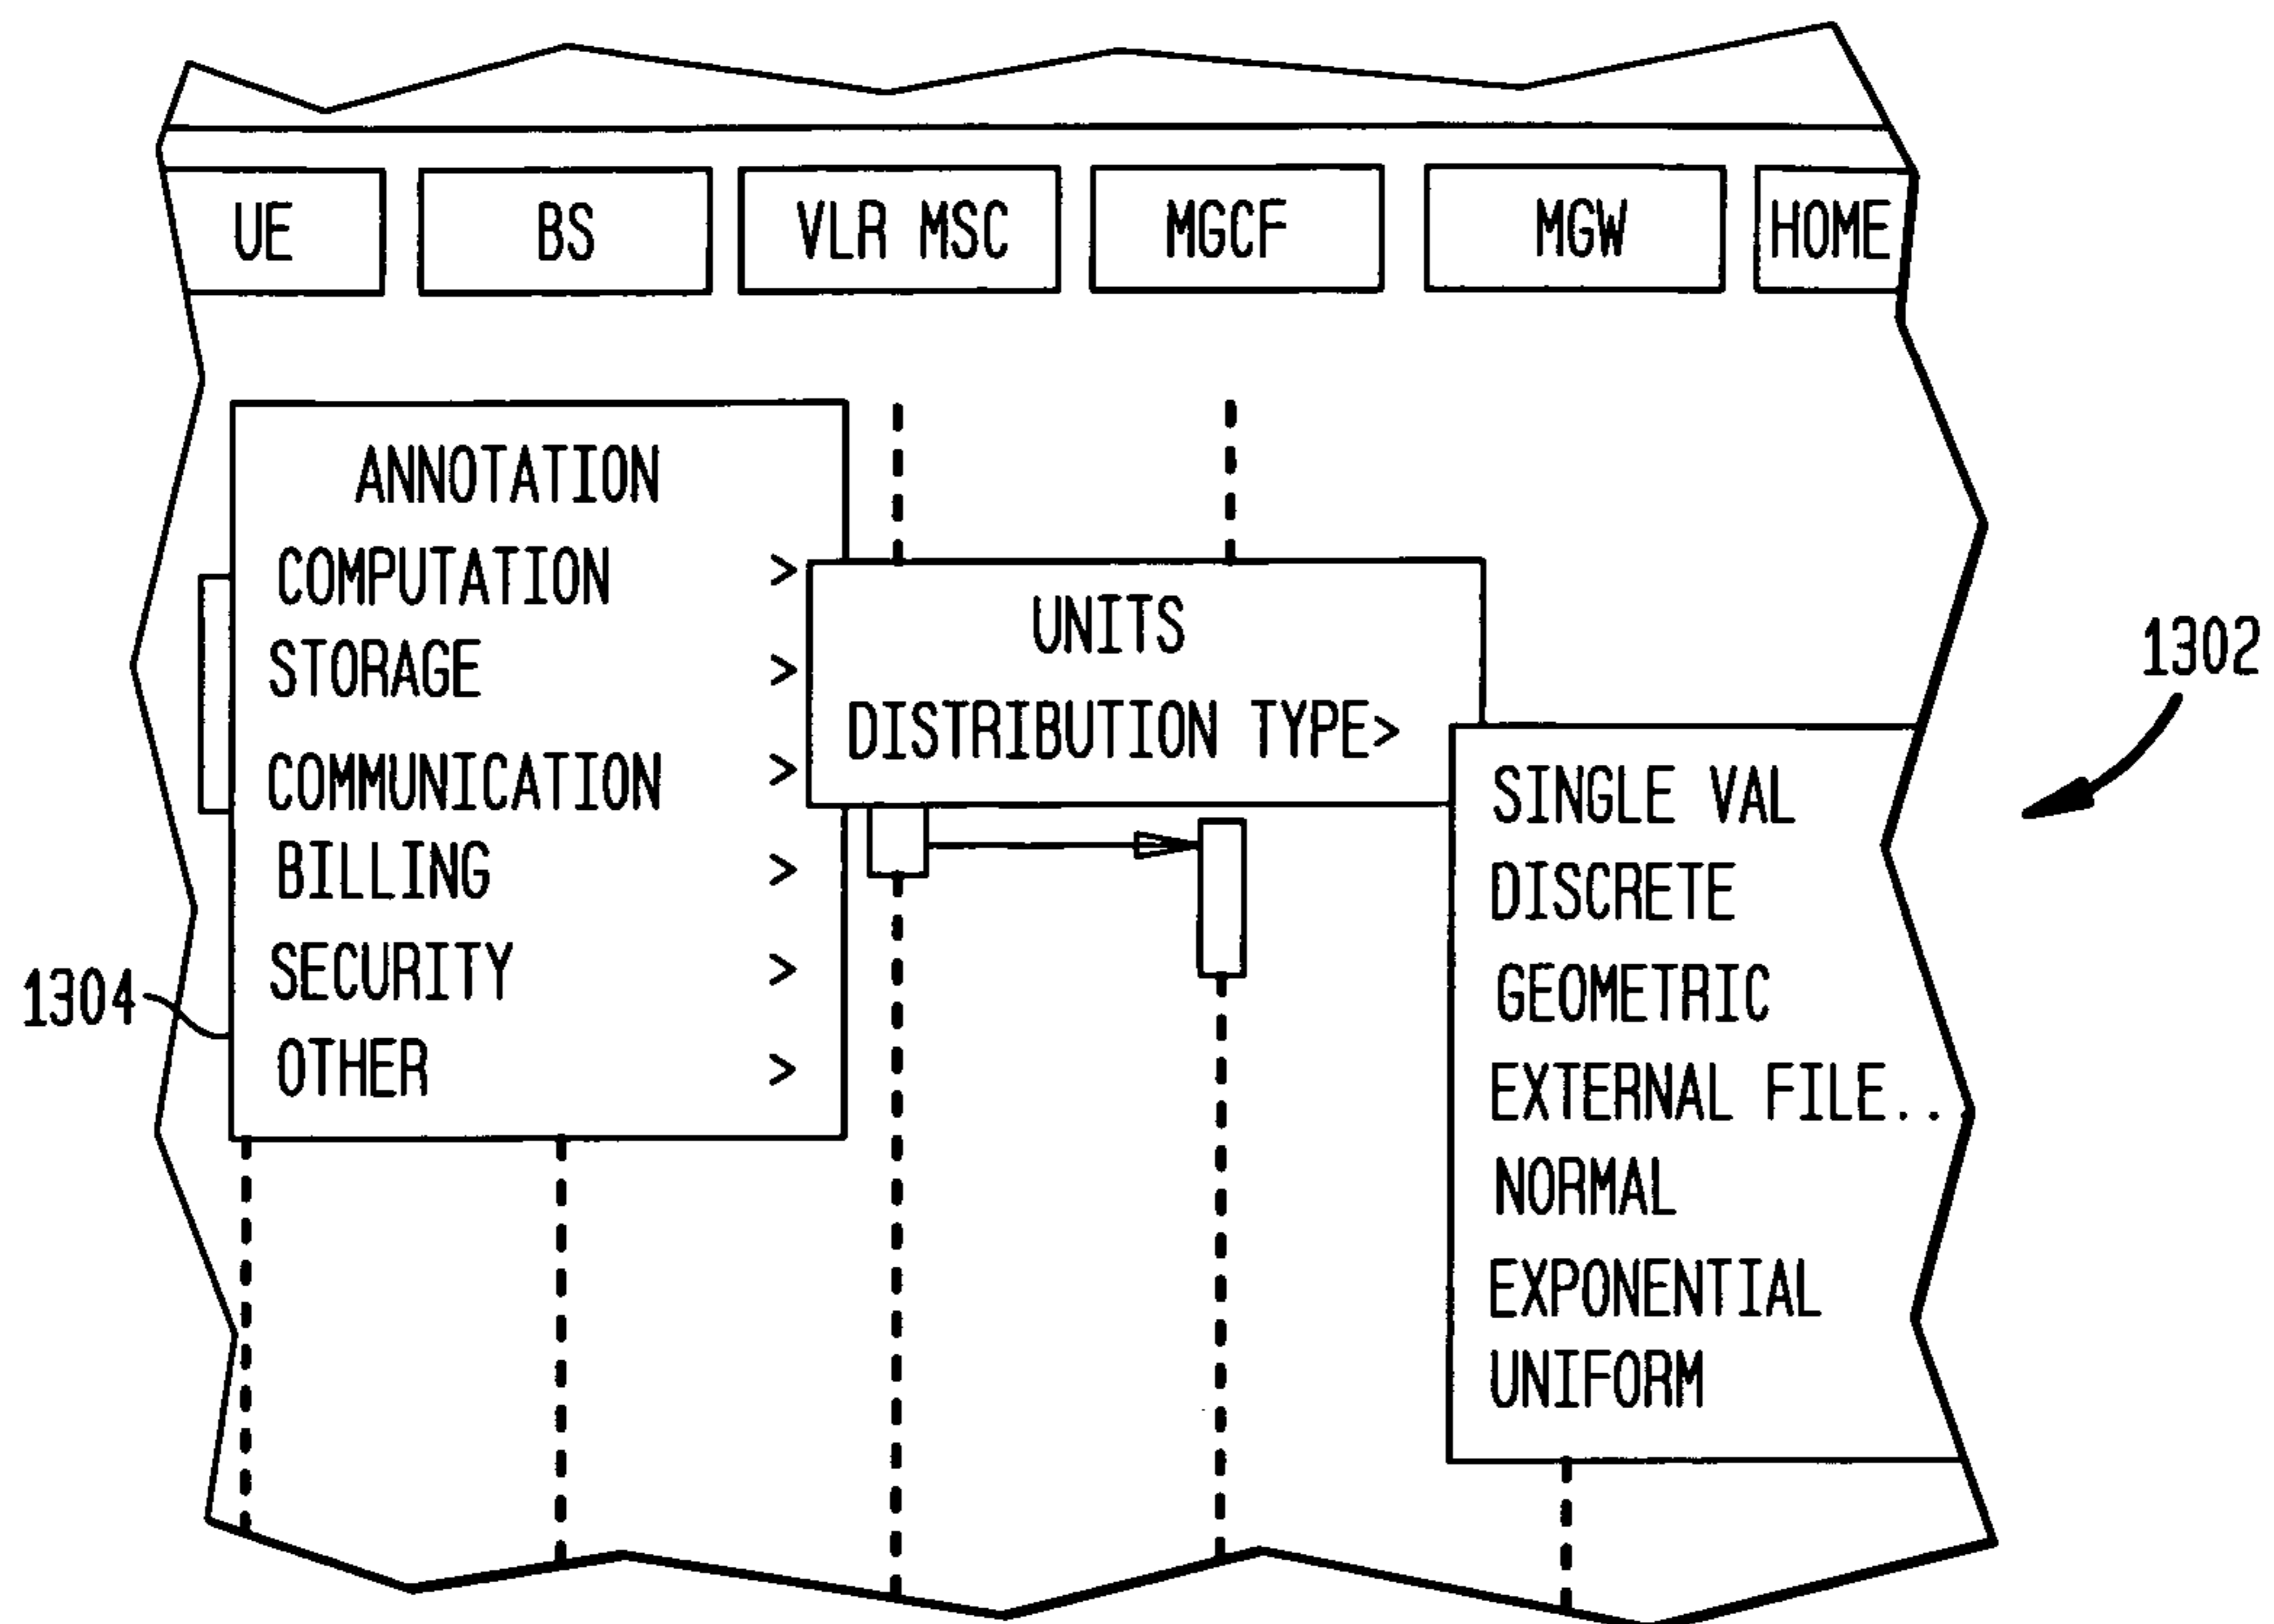 UE BS VLR MSC MGCF MGW HOME
ANNOTATION
COMPUTATION >
STORAGE >
COMMUNICATION >
BILLING >
SECURITY >
OTHER >
UNITS
DISTRIBUTION TYPE>
SINGLE VAL
DISCRETE
GEOMETRIC
EXTERNAL FILE...
NORMAL
EXPONENTIAL
UNIFORM
1302
1304